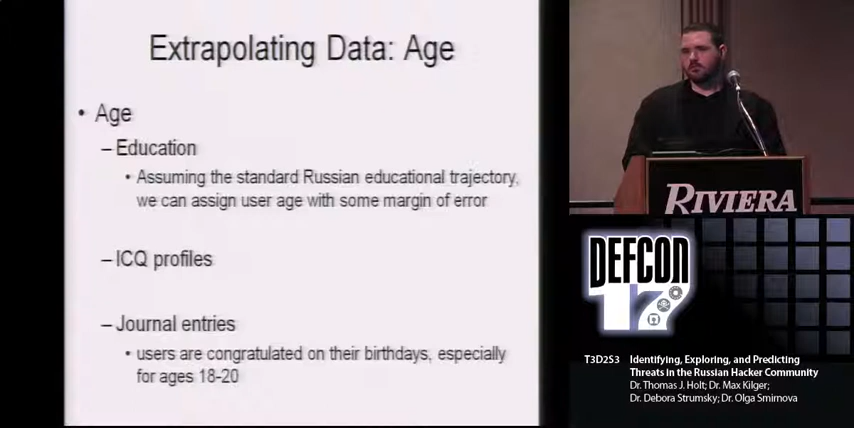 Extrapolating Data: Age
• Age
– Education
• Assuming the standard Russian educational trajectory,
we can assign user age with some margin of error
– ICQ profiles
– Journal entries
• users are congratulated on their birthdays, especially
for ages 18-20
RIVIERA
DEFCON
17
T3D2S3
Identifying, Exploring, and Predicting
Threats in the Russian Hacker Community
Dr. Thomas J. Holt; Dr. Max Kilger;
Dr. Debora Strumsky; Dr. Olga Smirnova